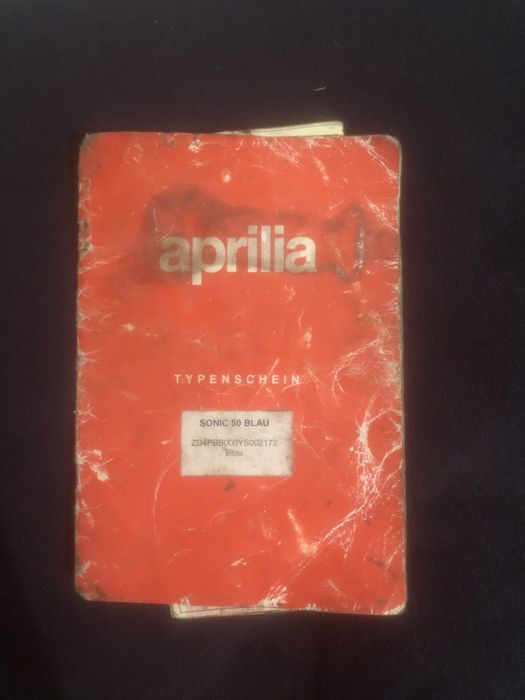 aprilia
TYPENSCHEIN
SONIC 50 BLAU
ZD4PBB000YS002172
Blau